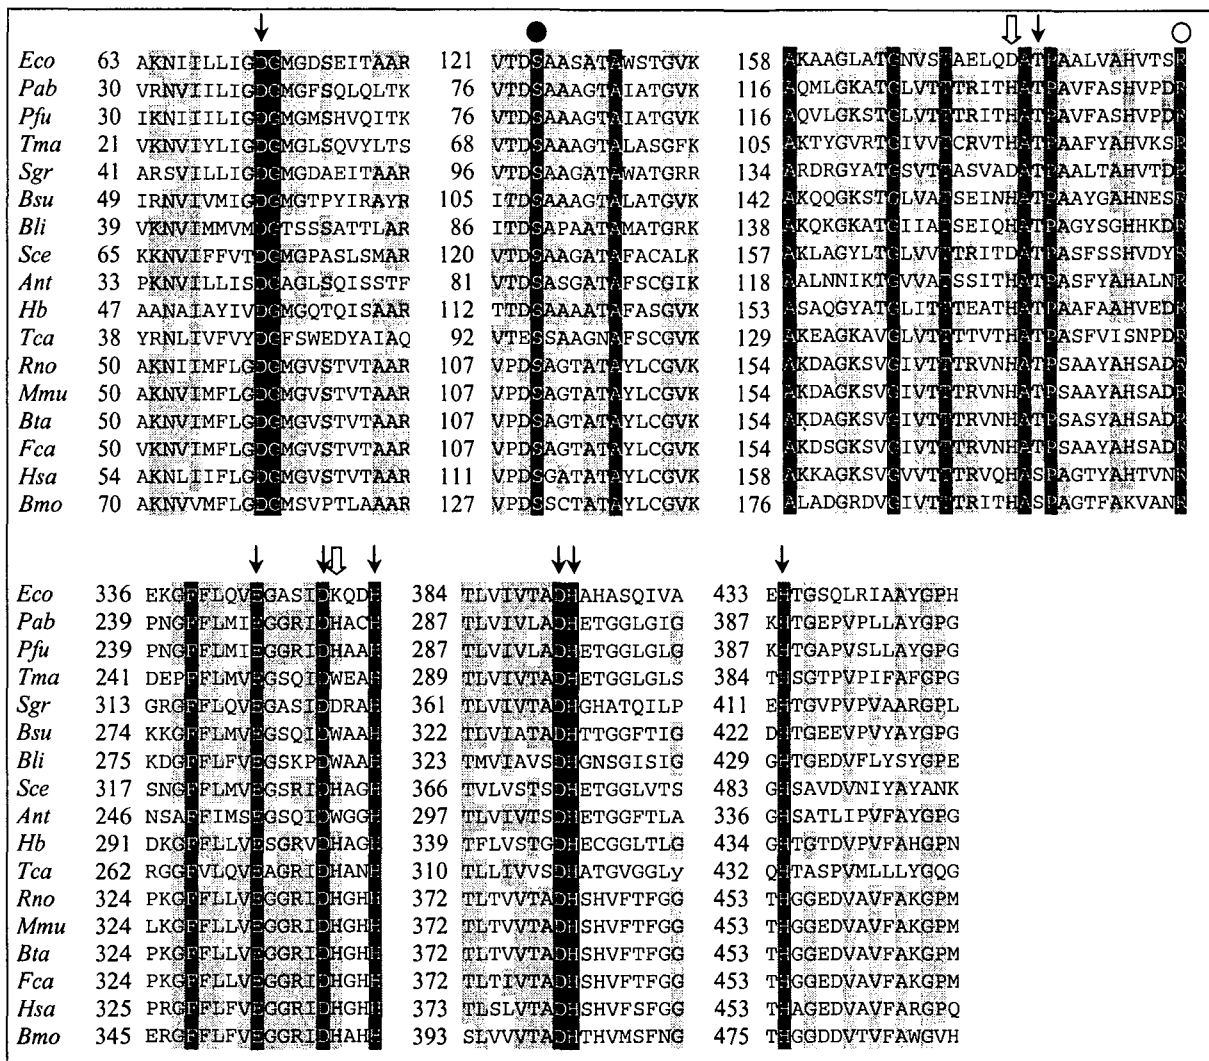 Eco 63 AKNIILLIGDGMGDSEITAAR 121 VTDSAASATAWSTGVK 158 AKAAGLATGNVSTAELQDATPAALVAHVTSR
Pab 30 VRNVIILIGDGMGFSQLQLTK 76 VTDSAAAGTAIATGVK 116 AQMLGKATGLVTTTRITHATPAVFASHVPDR
Pfu 30 IKNIIILIGDGMGMSHVQITK 76 VTDSAAAGTAIATGVK 116 AQVLGKSTGLVTTTRITHATPAVFASHVPDR
Tma 21 VKNVIYLIGDGMGLSQVYLTS 68 VTDSAAAGTALASGFK 105 AKTYGVRTGIVVTCRVTHATPAAFYAHVKSR
Sgr 41 ARSVILLIGDGMGDAEITAAR 96 VTDSAAGATAWATGRR 134 ARDRGYATGSVTTASVADATPAALTAHVTDR
Bsu 49 IRNVIVMIGDGMGTPYIRAYR 105 ITDSAAAGTALATGVK 142 AKQQGKSTGLVATSEINHATPAAYGAHNESR
Bli 39 VKNVIMMVMDGTSSSATTLAR 86 ITDSAPAATAMATGRK 138 AKQKGKATGIIATSEIQHATPAGYSGHHKDR
Sce 65 KKNVIFFVTDGMGPASLSMAR 120 VTDSAAGATAFACALK 157 AKLAGYLTGLVVTSRITDATPASFSSHVDYR
Ant 33 PKNVILLISDGAGLSQISSTF 81 VTDSASGATAFSCGIK 118 AALNNIKTGVVATSSITHATPASFYAHALNR
Hb 47 AANAIAYIVDGMGQTQISAAR 112 TTDSAAAATAFASGVK 153 ASAQGYATGLITTTEATHATPAAFAAHVEDR
Tca 38 YRNLIVFVYDGFSWEDYAIAQ 92 VTESSAAGNAFSCGVK 129 AKEAGKAVGLVTTTTVTHATPASFVISNPDR
Rno 50 AKNIIMFLGDGMGVSTVTAAR 107 VPDSAGTATAYLCGVK 154 AKDAGKSVGIVTTTRVNHATPSAAYAHSADR
Mmu 50 AKNVIMFLGDGMGVSTVTAAR 107 VPDSAGTATAYLCGVK 154 AKDAGKSVGIVTTTRVNHATPSAAYAHSADR
Bta 50 AKNVIMFLGDGMGVSTVTAAR 107 VPDSAGTATAYLCGVK 154 AKDAGKSVGIVTTTRVNHATPSASYAHSADR
Fca 50 VKNVIMFLGDGMGVSTVTAAR 107 VPDSAGTATAYLCGVK 154 AKDSGKSVGIVTTTRVNHATPSAAYAHSADR
Hsa 54 AKNLIIFLGDGMGVSTVTAAR 111 VPDSGATATAYLCGVK 158 AKKAGKSVGVVTTTRVQHASPAGTYAHTVNR
Bmo 70 AKNVVMFLGDGMSVPTLAAAR 127 VPDSSCTATAYLCGVK 176 ALADGRDVGIVTTTRITHASPAGTFAKVANR
Eco 336 EKGFFLQVEGASIDKQDH 384 TLVIVTADHAHASQIVA 433 EHTGSQLRIAAYGPH
Pab 239 PNGFFLMIEGGRIDHACH 287 TLVIVLADHETGGLGIG 387 KHTGEPVPLLAYGPG
Pfu 239 PNGFFLMIEGGRIDHAAH 287 TLVIVLADHETGGLGLG 387 KHTGAPVSLLAYGPG
Tma 241 DEPFFLMVEGSQIDWEAH 289 TLVIVTADHETGGLGLS 384 THSGTPVPIFAFGPG
Sgr 313 GRGFFLQVEGASIDDRAH 361 TLVIVTADHGHATQILP 411 EHTGVPVPVAARGPL
Bsu 274 KKGFFLMVEGSQIDWAAH 322 TLVIATADHTTGGFTIG 422 DHTGEEVPVYAYGPG
Bli 275 KDGFFLFVEGSKPDWAAH 323 TMVIAVSDHGNSGISIG 429 GHTGEDVFLYSYGPE
Sce 317 SNGFFLMVEGSRIDHAGH 366 TVLVSTSDHETGGLVTS 483 GHSAVDVNIYAYANK
Ant 246 NSAFFIMSEGSQIDWGGH 297 TLVIVTSDHETGGFTLA 336 GHSATLIPVFAYGPG
Hb 291 DKGFFLLVESGRVDHAGH 339 TFLVSTGDHECGGLTLG 434 GHTGTDVPVFAHGPN
Tca 262 RGGFVLQVEAGRIDHANH 310 TLLIVVSDHATGVGGLy 432 QHTASPVMLLLYGQG
Rno 324 PKGFFLLVEGGRIDHGHH 372 TLTVVTADHSHVFTFGG 453 THGGEDVAVFAKGPM
Mmu 324 LKGFFLLVEGGRIDHGHH 372 TLTVVTADHSHVFTFGG 453 THGGEDVAVFAKGPM
Bta 324 PKGFFLLVEGGRIDHGHH 372 TLTVVTADHSHVFTFGG 453 THGGEDVAVFAKGPM
Fca 324 PKGFFLLVEGGRIDHGHH 372 TLTIVTADHSHVFTFGG 453 THGGEDVAVFAKGPM
Hsa 325 PRGFFLFVEGGRIDHGHH 373 TLSLVTADHSHVFSFGG 453 THAGEDVAVFARGPQ
Bmo 345 ERGFFLFVEGGRIDHAHH 393 SLVVVTADHTHVMSFNG 475 THGGDDVTVFAWGVH